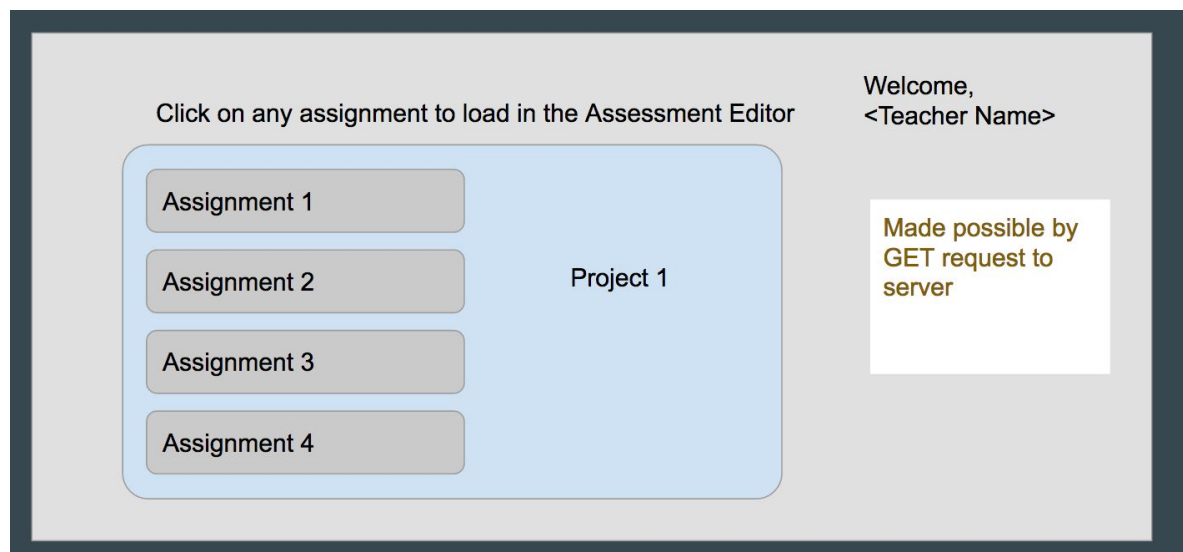 Click on any assignment to load in the Assessment Editor
Welcome,
<Teacher Name>
Assignment 1
Assignment 2
Assignment 3
Assignment 4
Project 1
Made possible by
GET request to
server